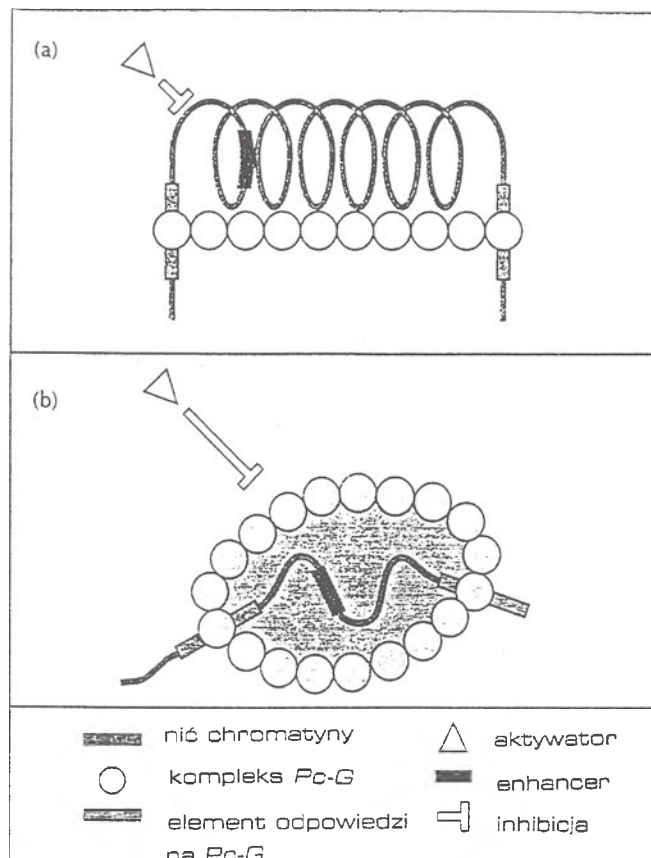 (a)
(b)
nić chromatyny
kompleks Pc-G
element odpowiedzi
na Pc-G
aktywator
enhancer
inhibicja